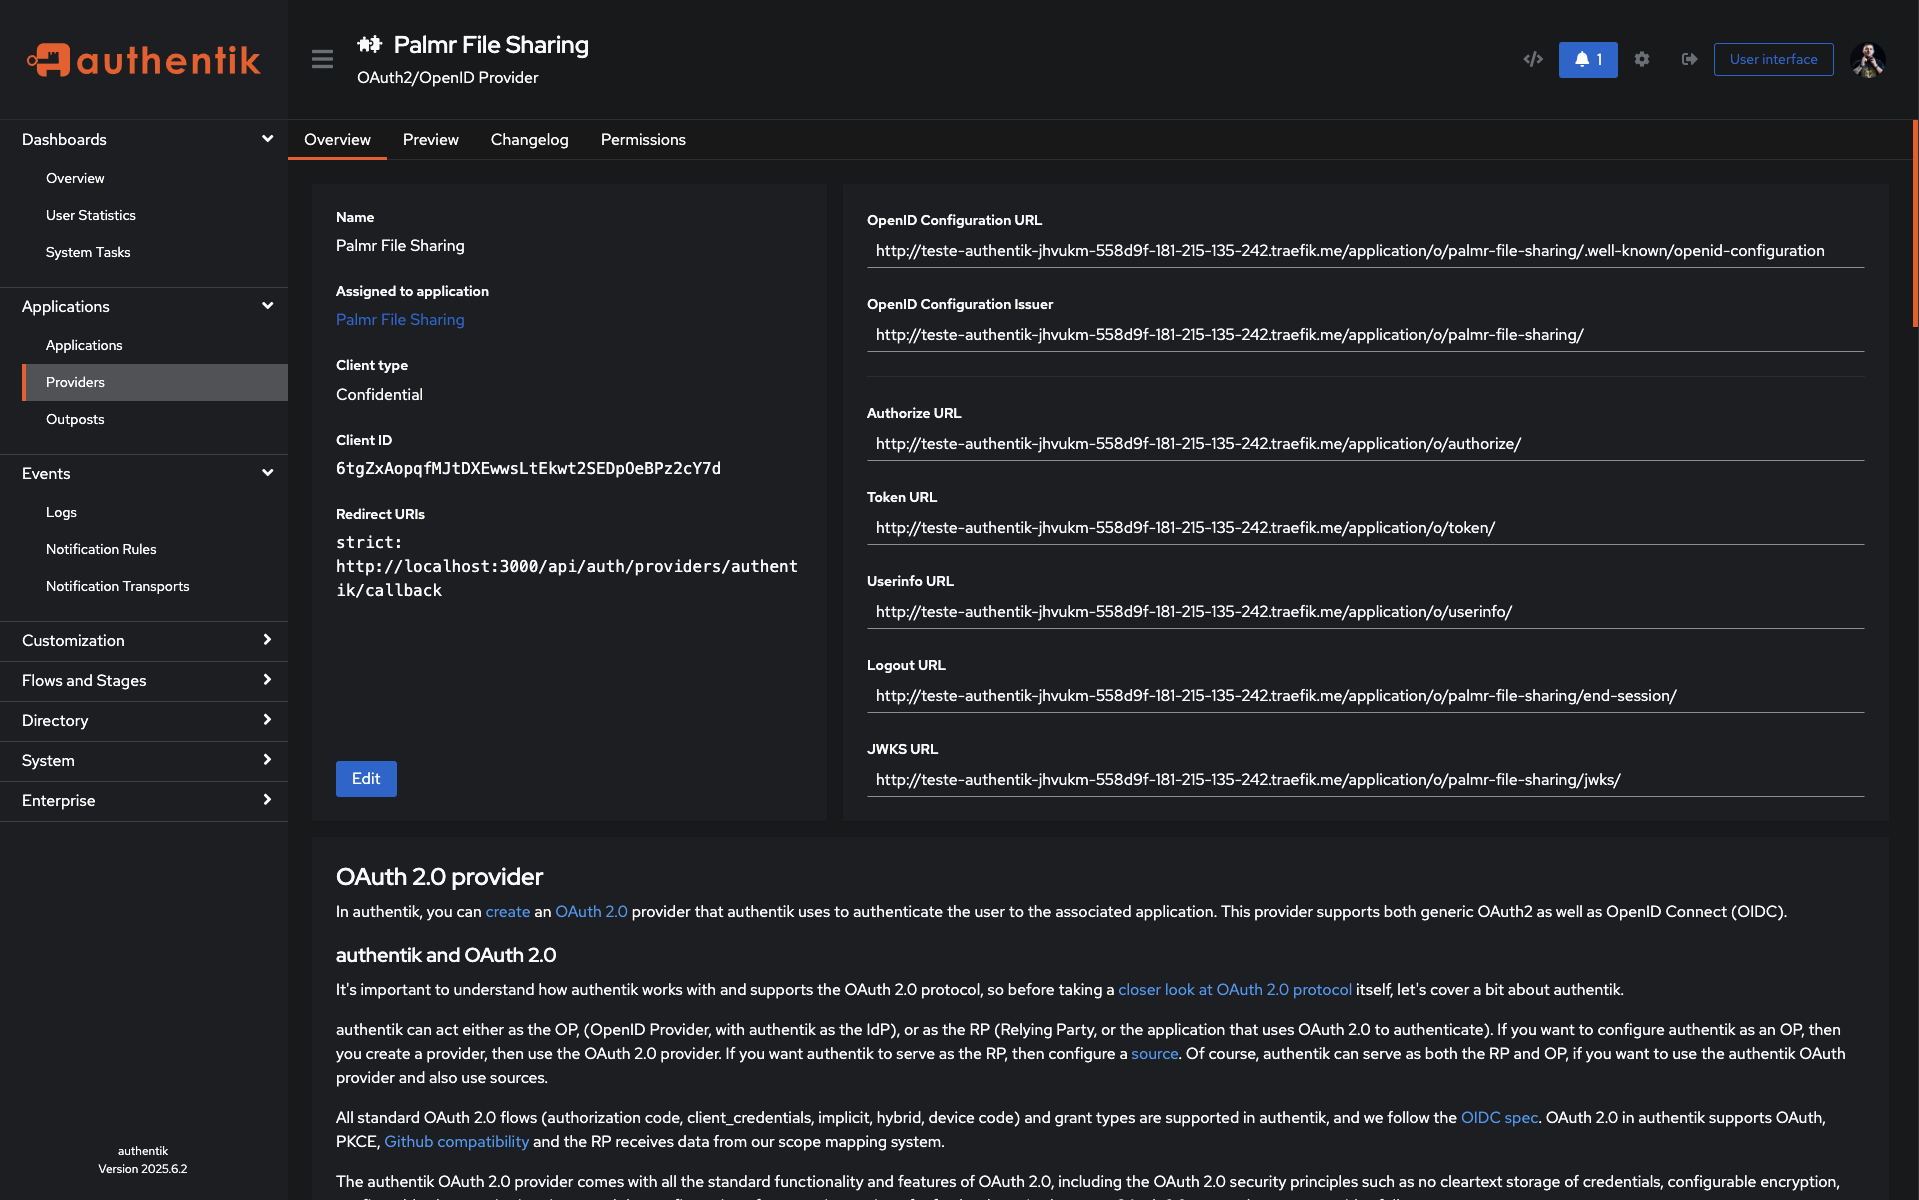 authentik
Palmr File Sharing
OAuth2/OpenID Provider
1
User interface
Dashboards
Overview
User Statistics
System Tasks
Applications
Applications
Providers
Outposts
Events
Logs
Notification Rules
Notification Transports
Customization
Flows and Stages
Directory
System
Enterprise
authentik
Version 2025.6.2
Overview
Preview
Changelog
Permissions
Name
Palmr File Sharing
Assigned to application
Palmr File Sharing
Client type
Confidential
Client ID
6tgZxAopqfMJtDXEwwsLtEkwt2SEDpOeBPz2cY7d
Redirect URIs
strict:
http://localhost:3000/api/auth/providers/authent
ik/callback
Edit
OpenID Configuration URL
http://teste-authentik-jhvukm-558d9f-181-215-135-242.traefik.me/application/o/palmr-file-sharing/.well-known/openid-configuration
OpenID Configuration Issuer
http://teste-authentik-jhvukm-558d9f-181-215-135-242.traefik.me/application/o/palmr-file-sharing/
Authorize URL
http://teste-authentik-jhvukm-558d9f-181-215-135-242.traefik.me/application/o/authorize/
Token URL
http://teste-authentik-jhvukm-558d9f-181-215-135-242.traefik.me/application/o/token/
Userinfo URL
http://teste-authentik-jhvukm-558d9f-181-215-135-242.traefik.me/application/o/userinfo/
Logout URL
http://teste-authentik-jhvukm-558d9f-181-215-135-242.traefik.me/application/o/palmr-file-sharing/end-session/
JWKS URL
http://teste-authentik-jhvukm-558d9f-181-215-135-242.traefik.me/application/o/palmr-file-sharing/jwks/
OAuth 2.0 provider
In authentik, you can create an OAuth 2.0 provider that authentik uses to authenticate the user to the associated application. This provider supports both generic OAuth2 as well as OpenID Connect (OIDC).
authentik and OAuth 2.0
It's important to understand how authentik works with and supports the OAuth 2.0 protocol, so before taking a closer look at OAuth 2.0 protocol itself, let's cover a bit about authentik.
authentik can act either as the OP, (OpenID Provider, with authentik as the IdP), or as the RP (Relying Party, or the application that uses OAuth 2.0 to authenticate). If you want to configure authentik as an OP, then
you create a provider, then use the OAuth 2.0 provider. If you want authentik to serve as the RP, then configure a source. Of course, authentik can serve as both the RP and OP, if you want to use the authentik OAuth
provider and also use sources.
All standard OAuth 2.0 flows (authorization code, client_credentials, implicit, hybrid, device code) and grant types are supported in authentik, and we follow the OIDC spec. OAuth 2.0 in authentik supports OAuth,
PKCE, Github compatibility and the RP receives data from our scope mapping system.
The authentik OAuth 2.0 provider comes with all the standard functionality and features of OAuth 2.0, including the OAuth 2.0 security principles such as no cleartext storage of credentials, configurable encryption,